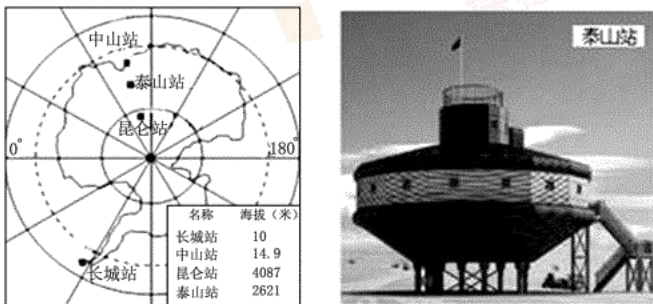 中山站
泰山站
昆仑站
0°
180°
长城站
名称 海拔（米）
长城站 10
中山站 14.9
昆仑站 4087
泰山站 2621
泰山站